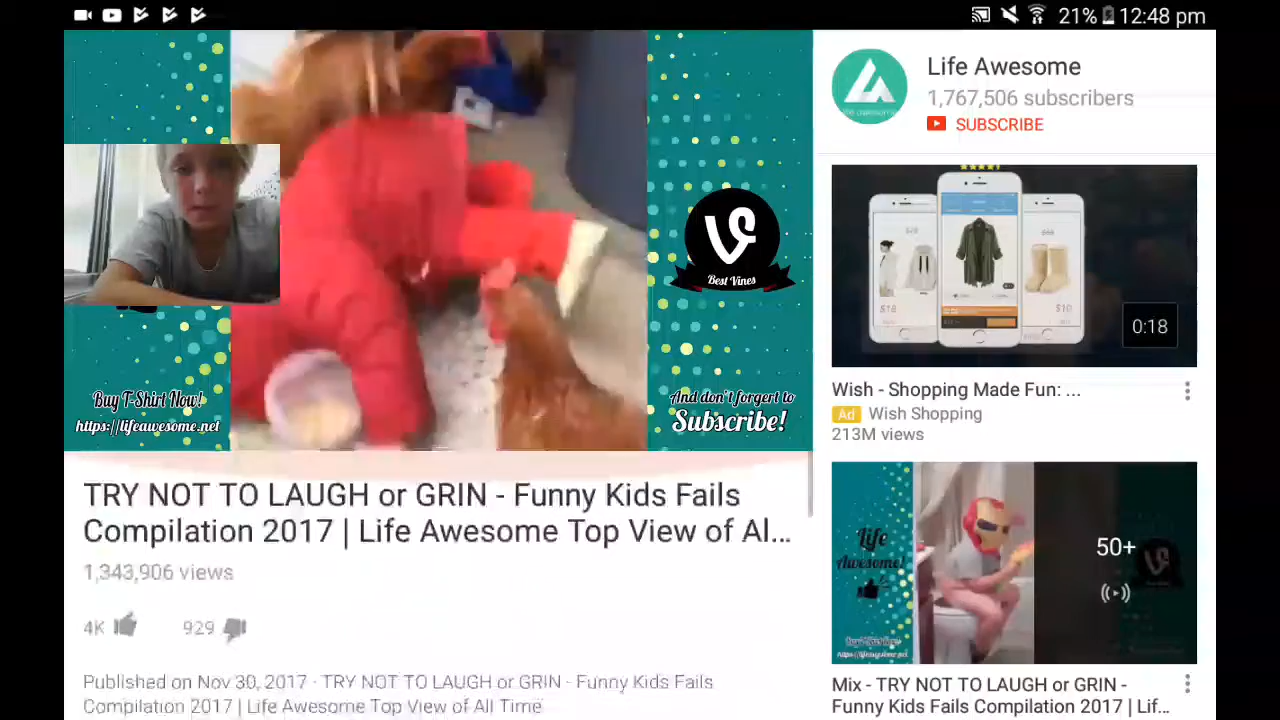 21% 12:48 pm
Best Vines
Buy T-Shirt Now!
https://lifeawesome.net
And don't forget to
Subscribe!
TRY NOT TO LAUGH or GRIN - Funny Kids Fails
Compilation 2017 | Life Awesome Top View of Al...
1,343,906 views
4K 929
Published on Nov 30, 2017 · TRY NOT TO LAUGH or GRIN - Funny Kids Fails
Compilation 2017 | Life Awesome Top View of All Time
Life Awesome
1,767,506 subscribers
SUBSCRIBE
$10
0:18
Wish - Shopping Made Fun: ...
Ad Wish Shopping
213M views
Life
Awesome!
50+
Mix - TRY NOT TO LAUGH or GRIN -
Funny Kids Fails Compilation 2017 | Lif...